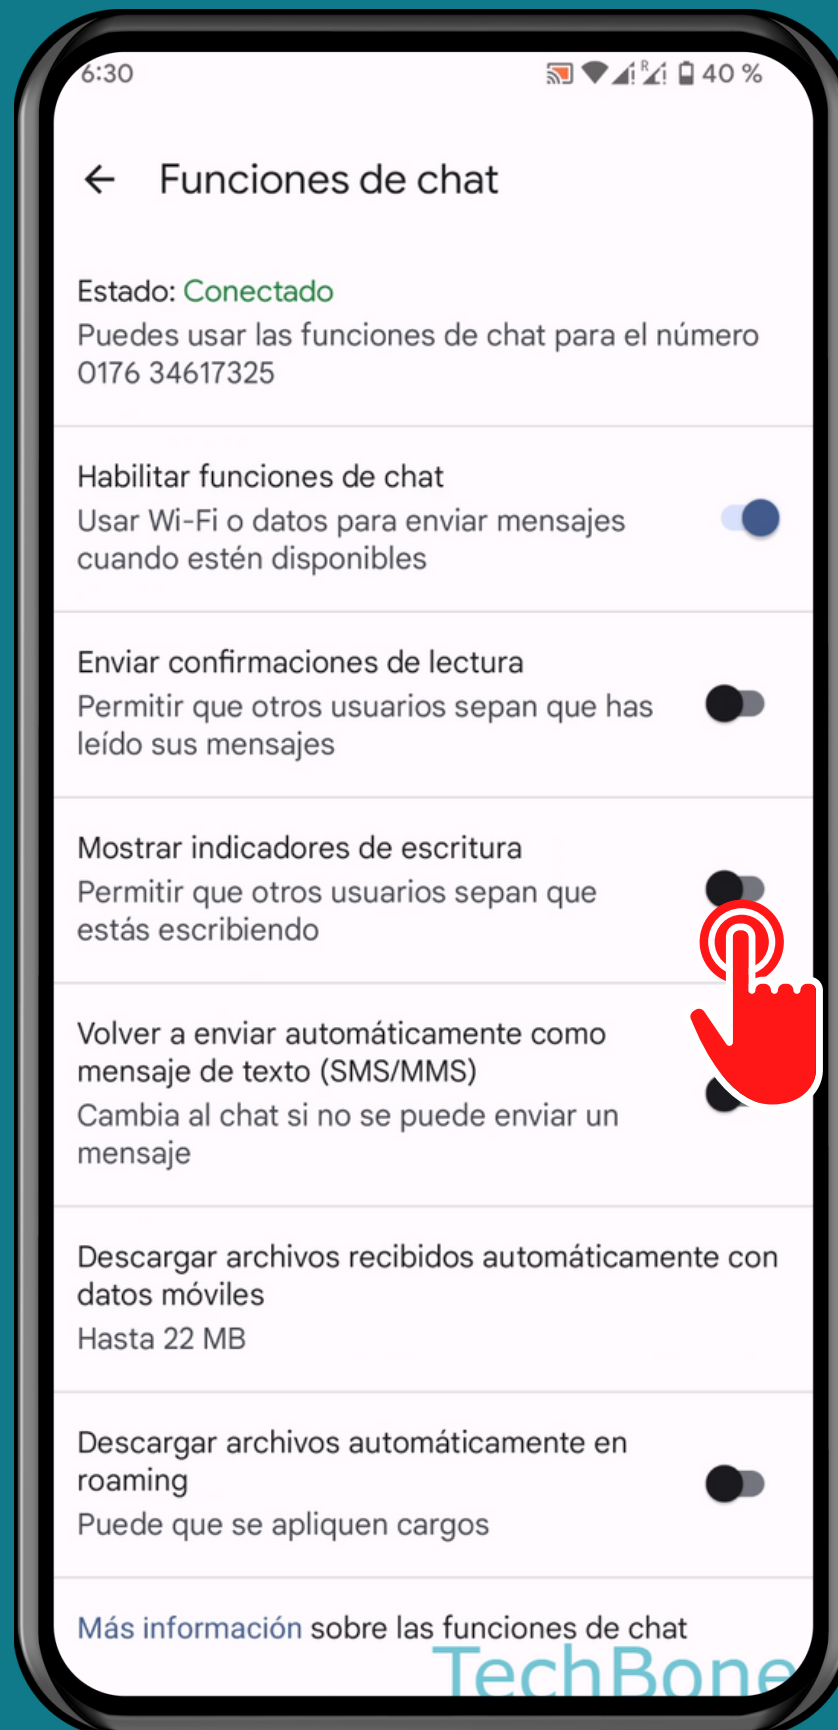 6:30
R
40 %
Funciones de chat
Estado: Conectado
Puedes usar las funciones de chat para el número
0176 34617325
Habilitar funciones de chat
Usar Wi-Fi o datos para enviar mensajes
cuando estén disponibles
Enviar confirmaciones de lectura
Permitir que otros usuarios sepan que has
leído sus mensajes
Mostrar indicadores de escritura
Permitir que otros usuarios sepan que
estás escribiendo
Volver a enviar automáticamente como
mensaje de texto (SMS/MMS)
Cambia al chat si no se puede enviar un
mensaje
Descargar archivos recibidos automáticamente con
datos móviles
Hasta 22 MB
Descargar archivos automáticamente en
roaming
Puede que se apliquen cargos
Más información sobre las funciones de chat
TechBone